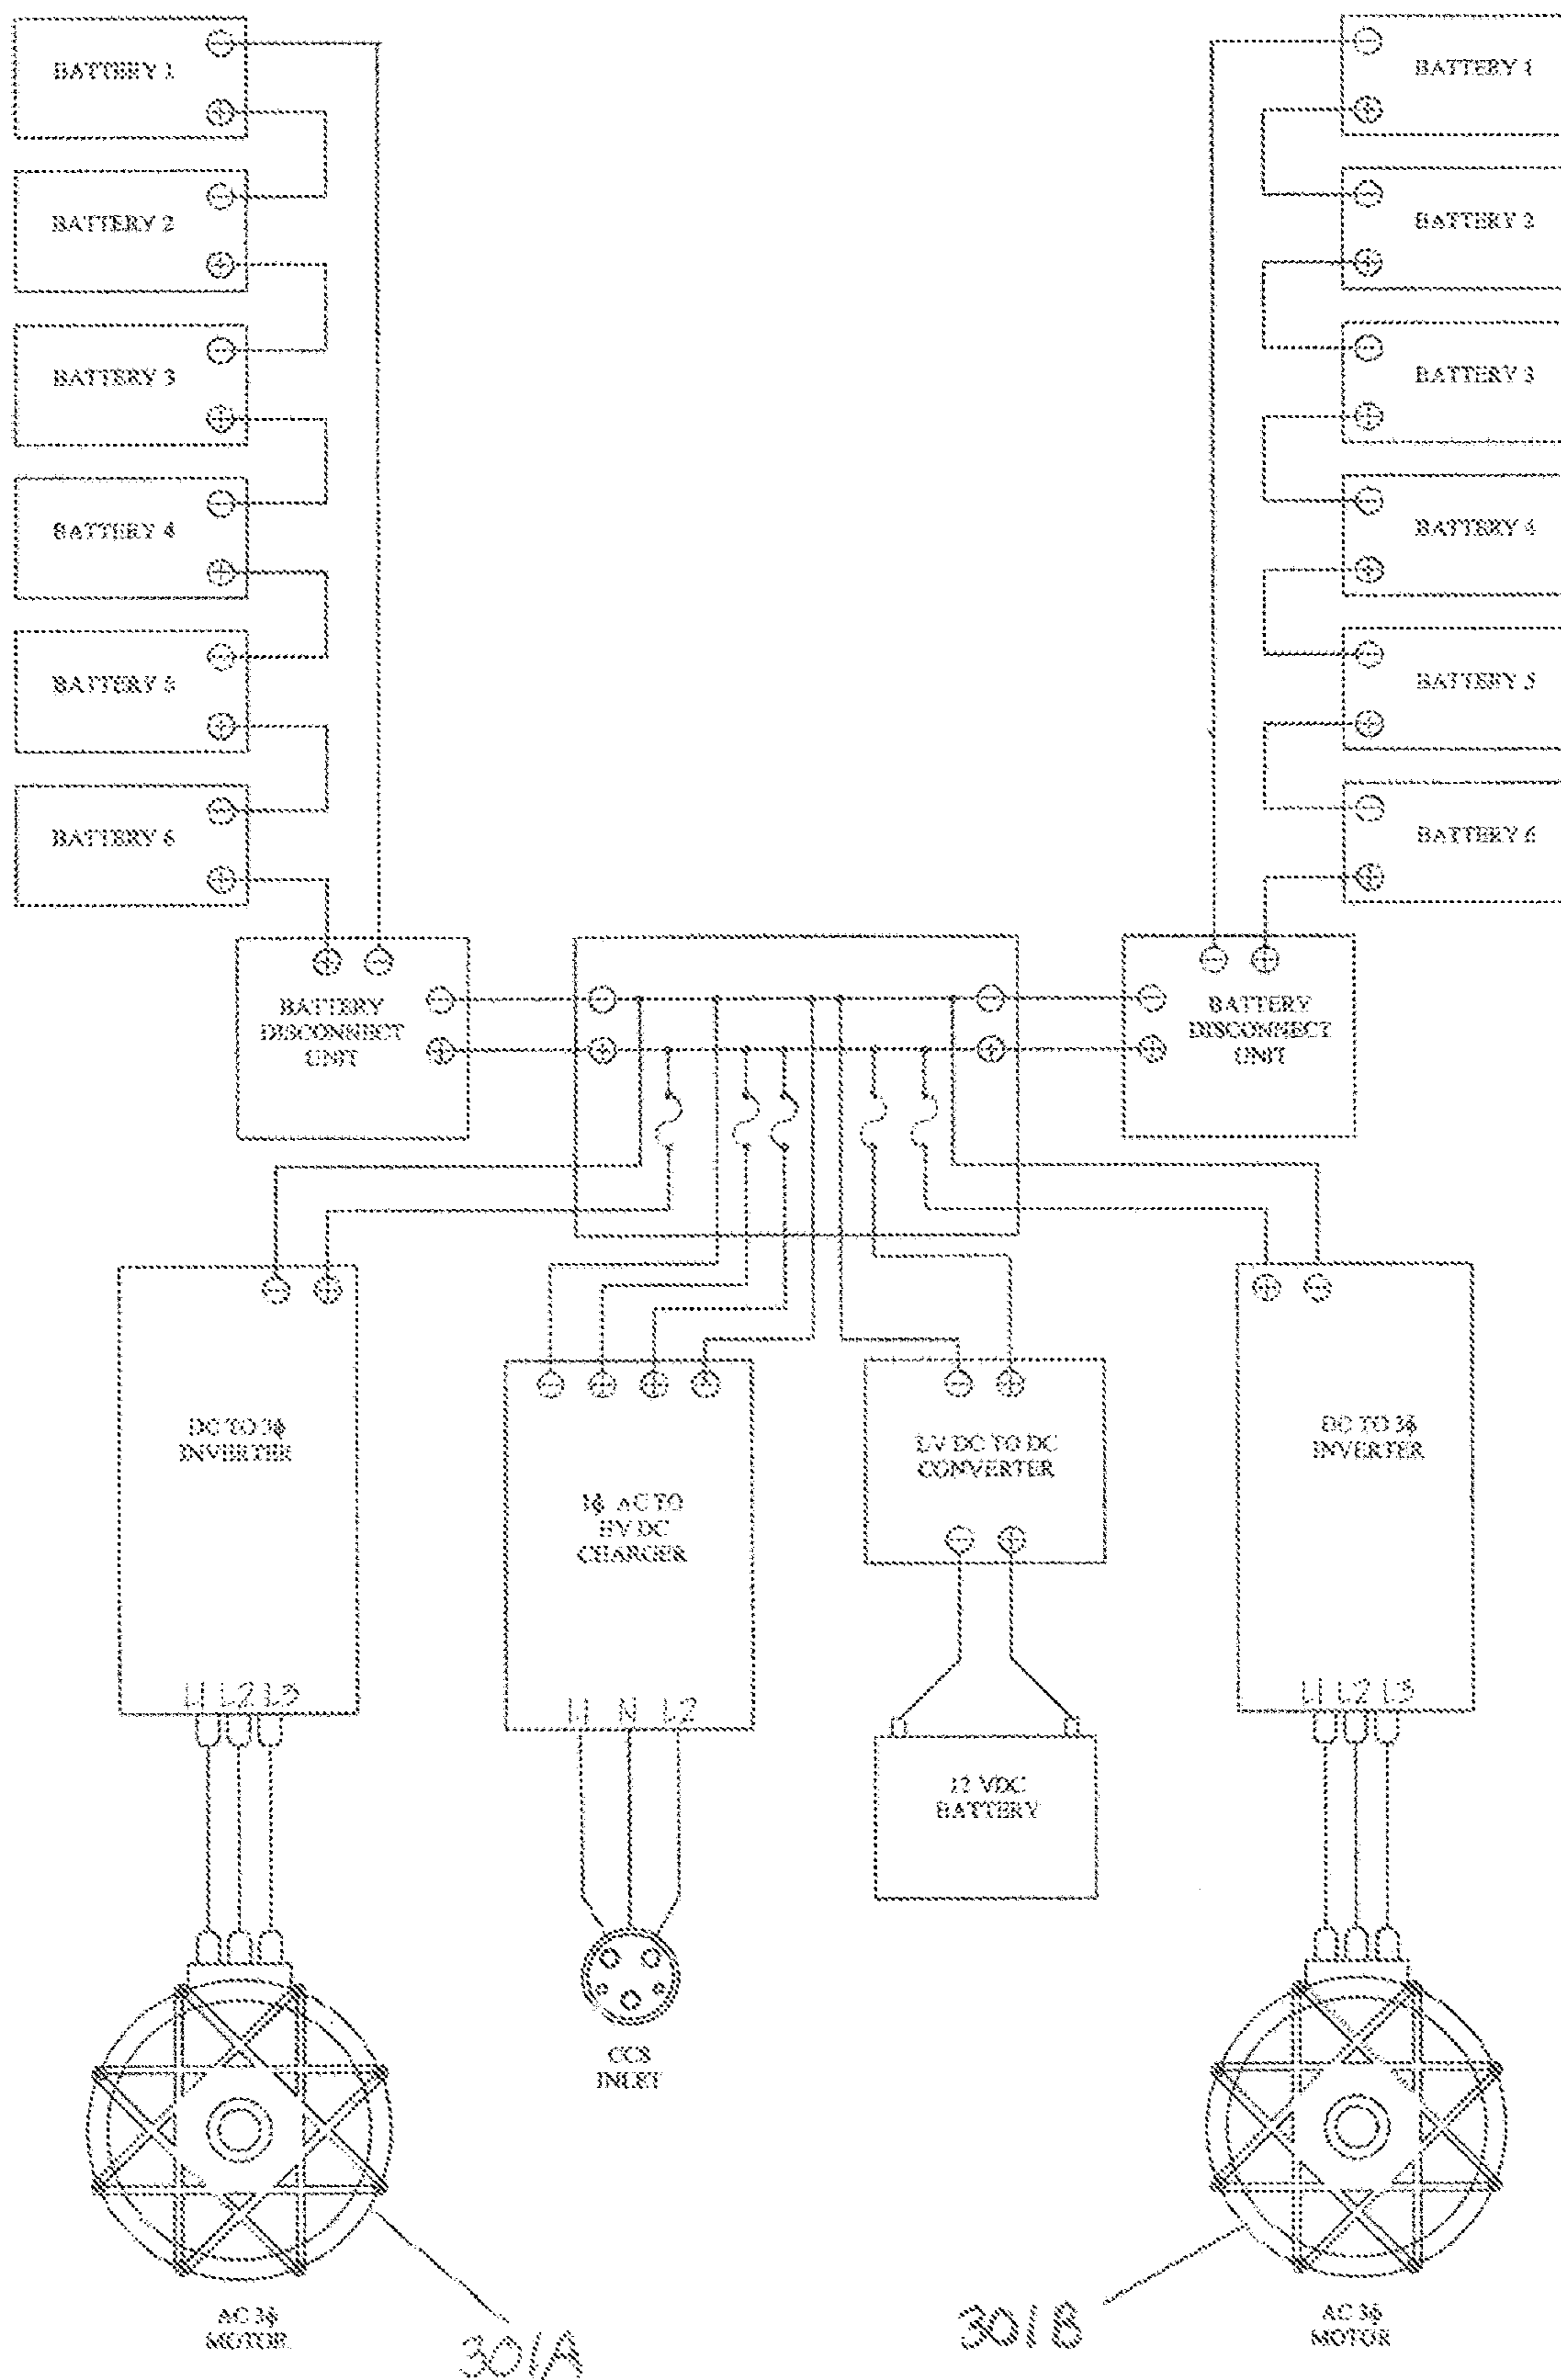 BATTERY 1
BATTERY 2
BATTERY 3
BATTERY 4
BATTERY 5
BATTERY 6
BATTERY 1
BATTERY 2
BATTERY 3
BATTERY 4
BATTERY 5
BATTERY 6
BATTERY
DISCONNECT
UNIT
BATTERY
DISCONNECT
UNIT
DC TO 3ϕ
INVERTER
1ϕ AC TO
HV DC
CHARGER
LV DC TO DC
CONVERTER
DC TO 3ϕ
INVERTER
L1 L2 L3
L1 N L2
L1 L2 L3
12 VDC
BATTERY
CCS
INLET
AC 3ϕ
MOTOR
301A
301B
AC 3ϕ
MOTOR